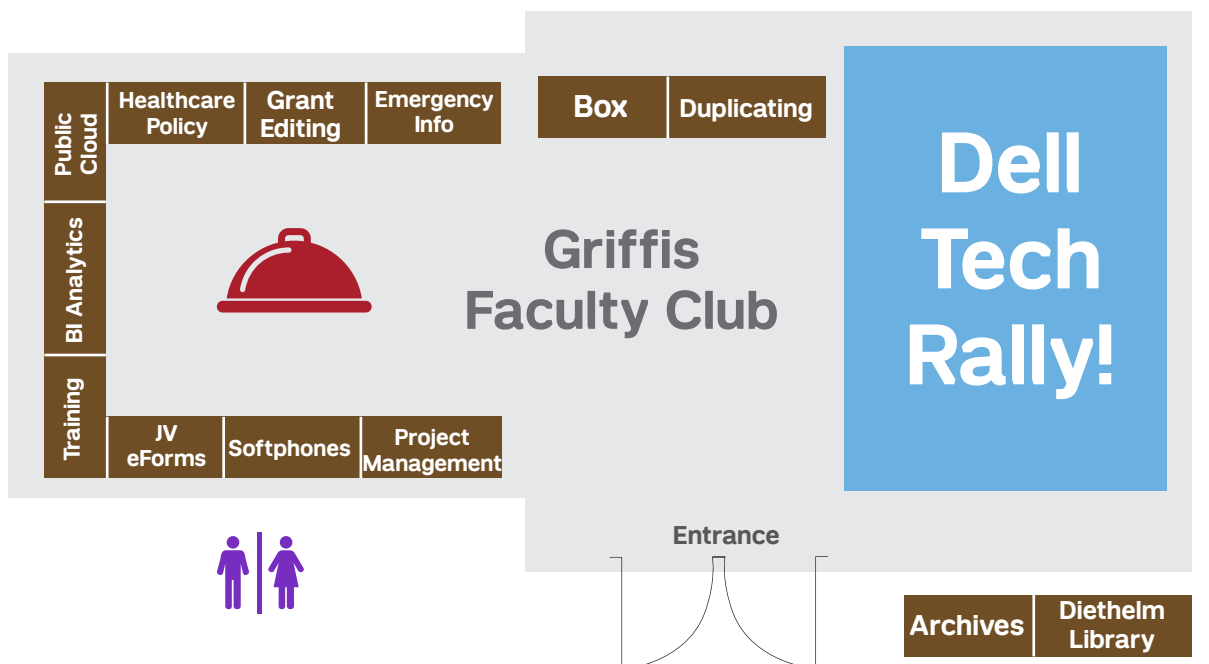 Public
Cloud
Healthcare
Policy
Grant
Editing
Emergency
Info
Box
Duplicating
Dell
Tech
Rally!
BI Analytics
Griffis
Faculty Club
Training
JV
eForms
Softphones
Project
Management
Entrance
Archives
Diethelm
Library